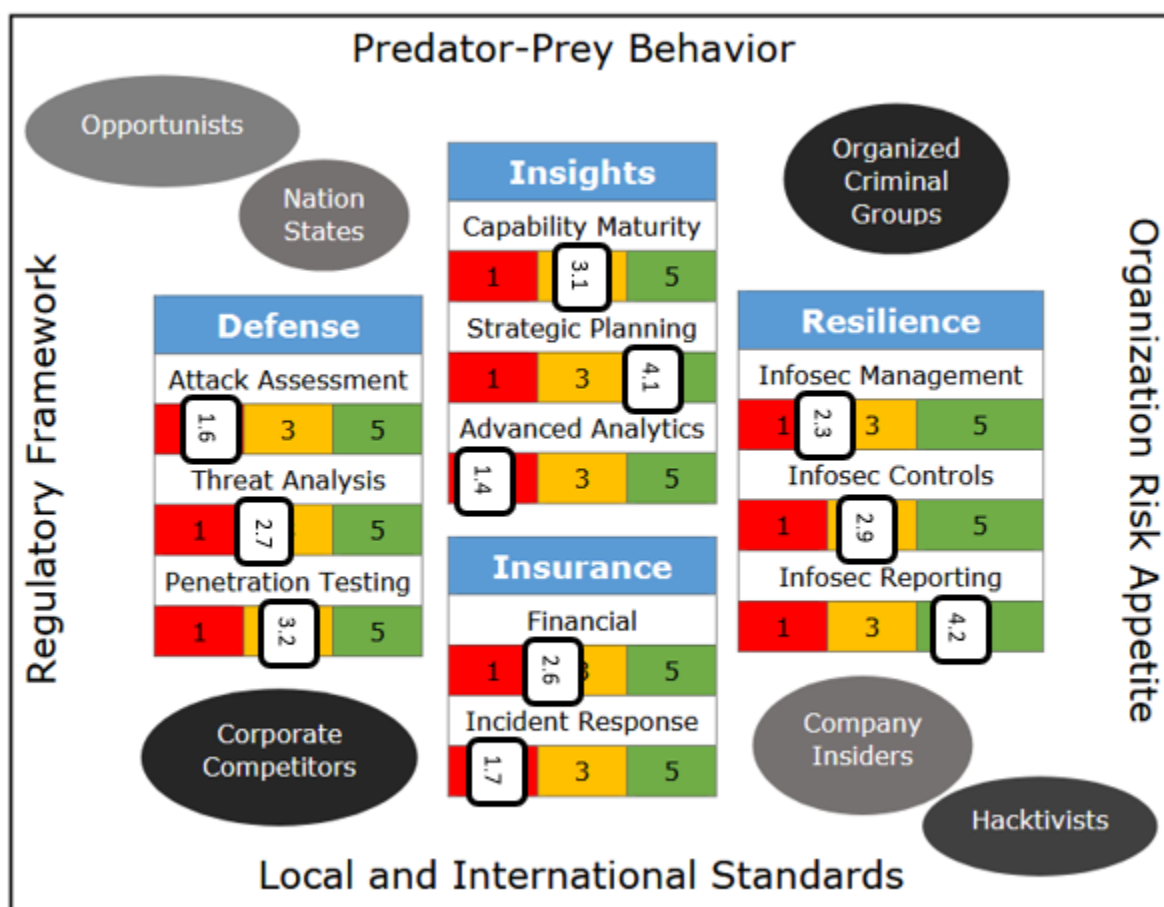 Predator-Prey Behavior
Opportunists
Nation
States
Organized
Criminal
Groups
Regulatory Framework
Organization Risk Appetite
Insights
Capability Maturity
1 3.1 5
Strategic Planning
1 3 4.1
Advanced Analytics
1.4 3 5
Defense
Attack Assessment
1.6 3 5
Threat Analysis
1 2.7 5
Penetration Testing
1 3.2 5
Resilience
Infosec Management
1 2.3 3 5
Infosec Controls
1 2.9 5
Infosec Reporting
1 3 4.2
Insurance
Financial
1 2.6 5
Incident Response
1.7 3 5
Corporate
Competitors
Company
Insiders
Hacktivists
Local and International Standards